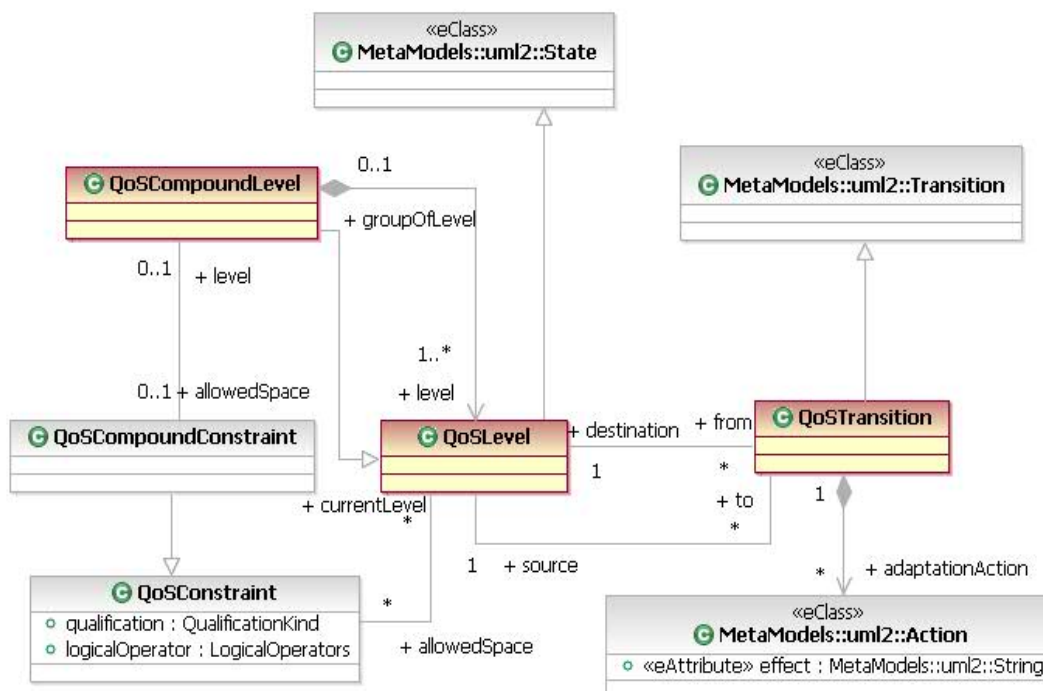 «eClass»
MetaModels::uml2::State
«eClass»
MetaModels::uml2::Transition
QoSCompoundLevel
0..1
+ groupOfLevel
0..1
+ level
1..*
+ level
0..1 + allowedSpace
QoSCompoundConstraint
QoSLevel
+ destination
1
+ from
*
QoSTransition
+ to
*
1
+ currentLevel
*
1 + source
* + adaptationAction
QoSConstraint
qualification : QualificationKind
logicalOperator : LogicalOperators
*
+ allowedSpace
«eClass»
MetaModels::uml2::Action
«eAttribute» effect : MetaModels::uml2::String